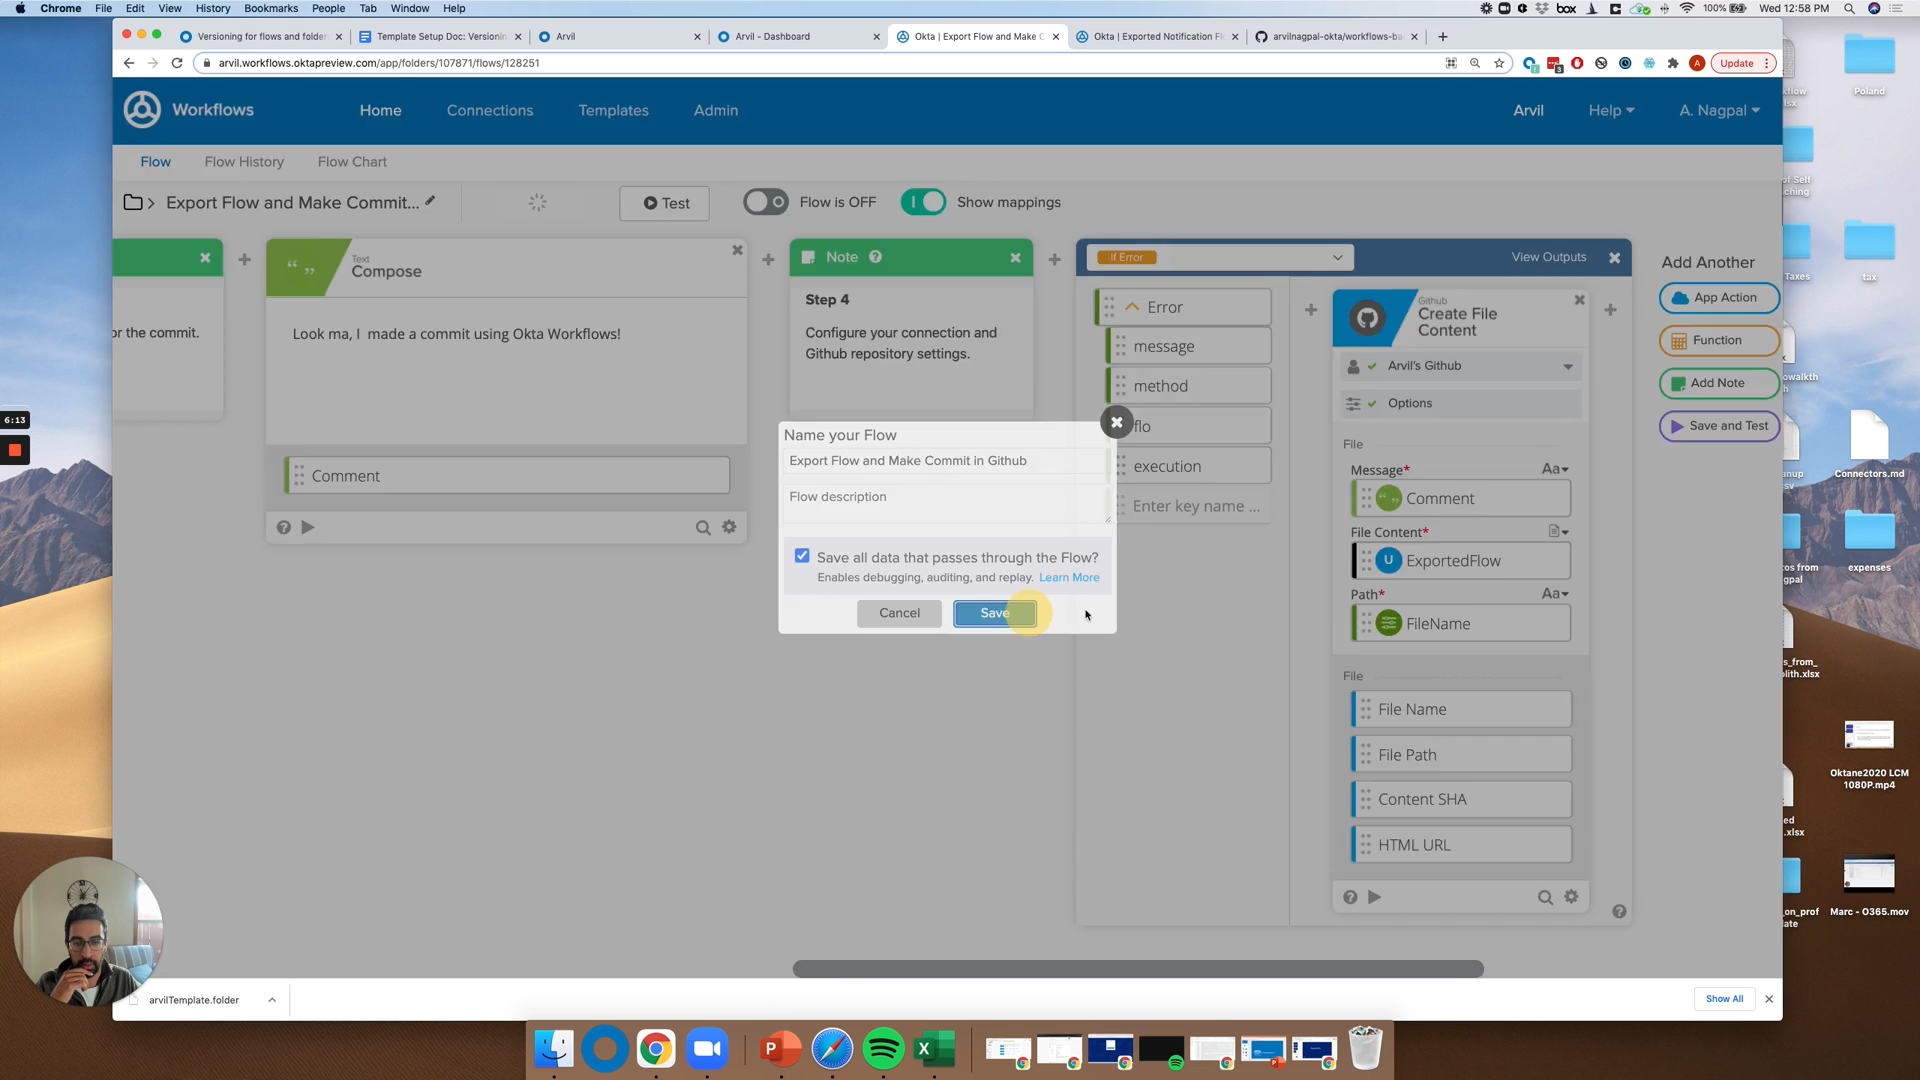 Chrome File Edit View History Bookmarks People Tab Window Help
box 100% Wed 12:58 PM
Versioning for flows and folder
Template Setup Doc: Versionin
Arvil
Arvil - Dashboard
Okta | Export Flow and Make C
Okta | Exported Notification Fl
arvilnagpal-okta/workflows-ba
arvil.workflows.oktapreview.com/app/folders/107871/flows/128251
A Update
Workflows Home Connections Templates Admin Arvil Help A. Nagpal
Flow Flow History Flow Chart
Export Flow and Make Commit...
Test
Flow is OFF
Show mappings
or the commit.
Text
Compose
Look ma, I made a commit using Okta Workflows!
Comment
Note
Step 4
Configure your connection and
Github repository settings.
If Error
View Outputs
Error
message
method
flo
execution
Enter key name ...
Github
Create File
Content
Arvil's Github
Options
File
Message* Aa
Comment
File Content*
ExportedFlow
Path* Aa
FileName
File
File Name
File Path
Content SHA
HTML URL
Add Another
App Action
Function
Add Note
Save and Test
Name your Flow
Export Flow and Make Commit in Github
Flow description
Save all data that passes through the Flow?
Enables debugging, auditing, and replay. Learn More
Cancel Save
6:13
arvilTemplate.folder
Show All
Poland
tax
Taxes
Connectors.md
expenses
Oktane2020 LCM
1080P.mp4
Marc - O365.mov